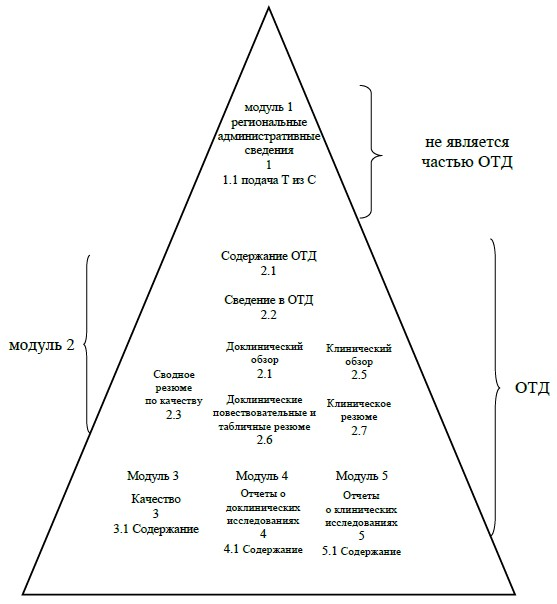 модуль 1
региональные
административные
сведения
1
1.1 подача Т из С
не является
частью ОТД
Содержание ОТД
2.1
Сведение в ОТД
2.2
модуль 2
Доклинический
обзор
2.1
Клинический
обзор
2.5
Сводное
резюме
по качеству
2.3
Доклинические
повествовательные и
табличные резюме
2.6
Клиническое
резюме
2.7
ОТД
Модуль 3
Качество
3
3.1 Содержание
Модуль 4
Отчеты о
доклинических
исследованиях
4
4.1 Содержание
Модуль 5
Отчеты
о клинических
исследованиях
5
5.1 Содержание